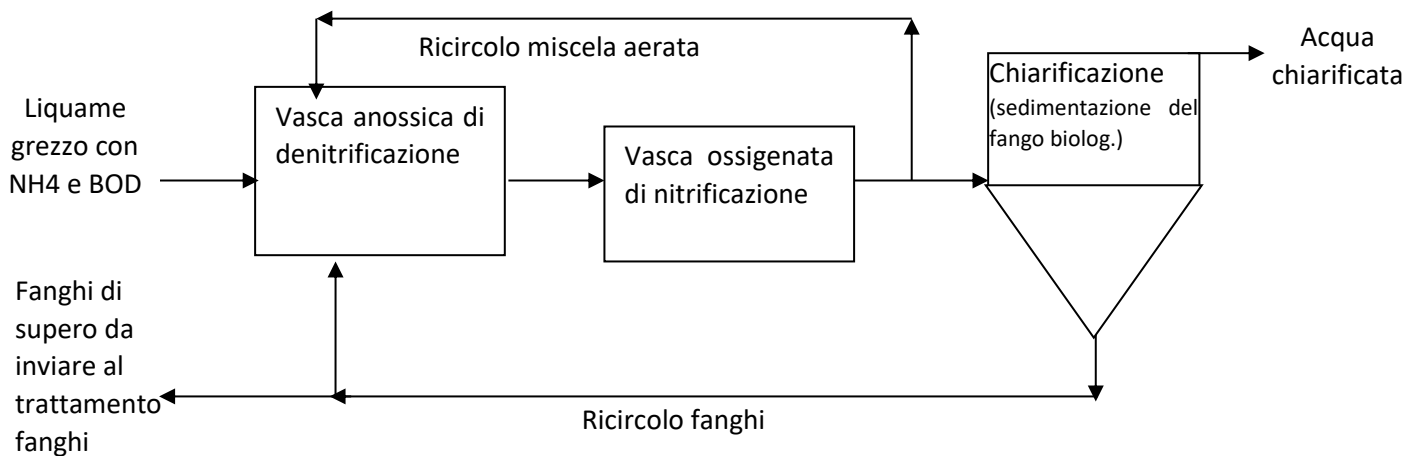 Ricircolo miscela aerata
Acqua
chiarificata
Chiarificazione
(sedimentazione del
fango biolog.)
Liquame
grezzo con
NH4 e BOD
Vasca anossica di
denitrificazione
Vasca ossigenata
di nitrificazione
Fanghi di
supero da
inviare al
trattamento
fanghi
Ricircolo fanghi